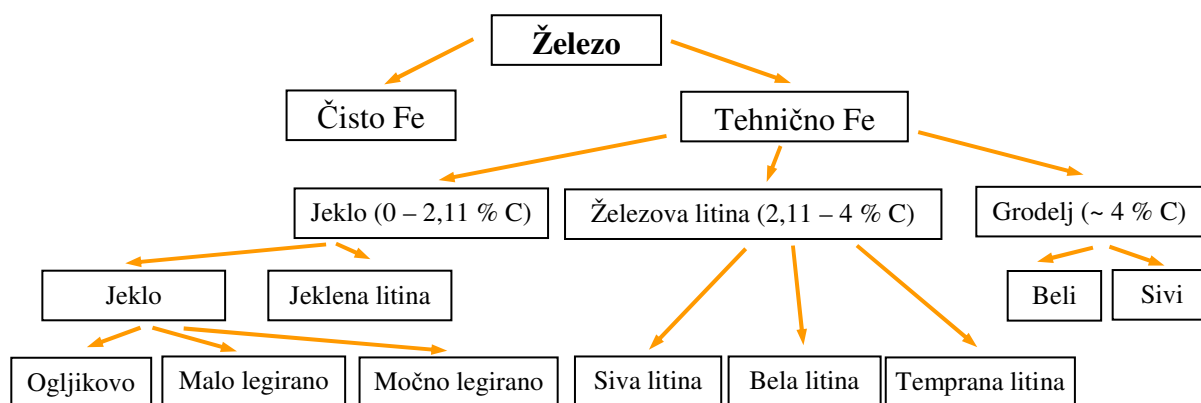 Železo
Čisto Fe
Tehnično Fe
Jeklo (0 – 2,11 % C)
Železova litina (2,11 – 4 % C)
Grodelj (~ 4 % C)
Jeklo
Jeklena litina
Beli
Sivi
Ogljikovo
Malo legirano
Močno legirano
Siva litina
Bela litina
Temprana litina